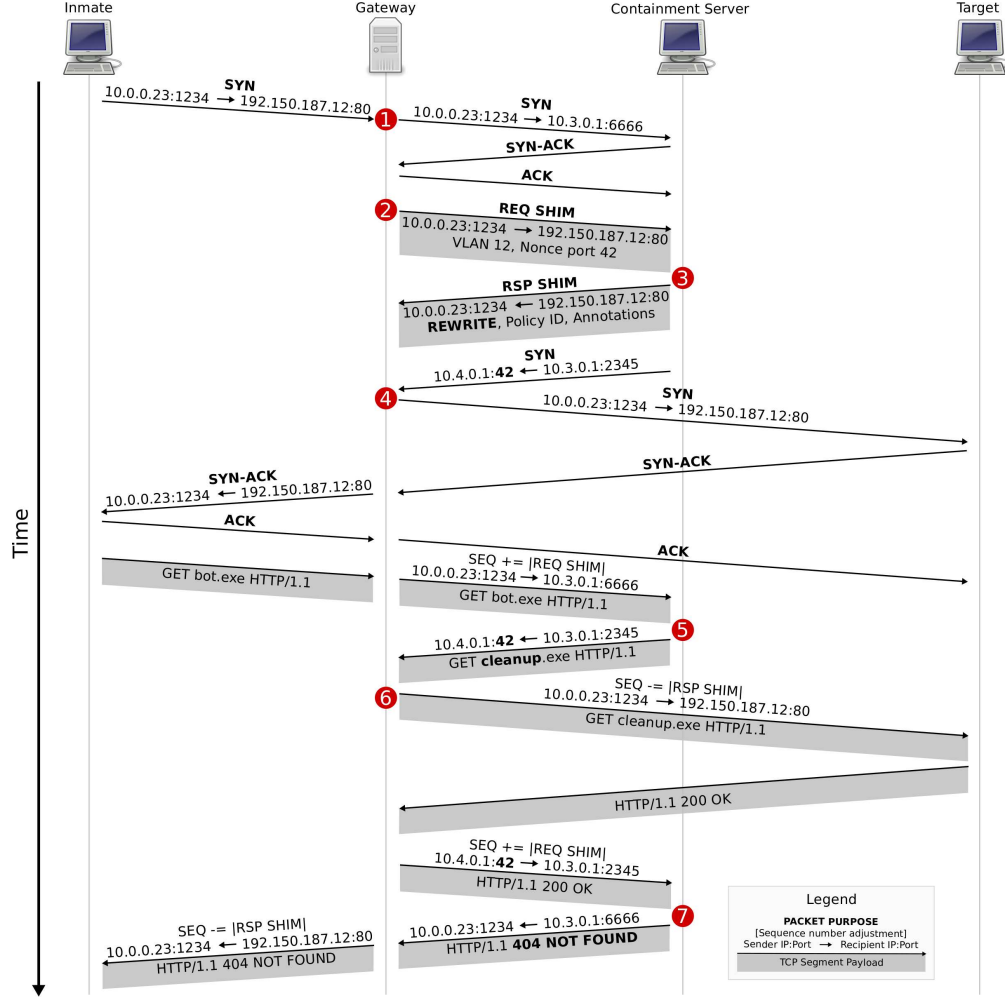 Inmate
Gateway
Containment Server
Target
Time
SYN
10.0.0.23:1234 → 192.150.187.12:80
1
SYN
10.0.0.23:1234 → 10.3.0.1:6666
SYN-ACK
ACK
2
REQ SHIM
10.0.0.23:1234 → 192.150.187.12:80
VLAN 12, Nonce port 42
3
RSP SHIM
10.0.0.23:1234 ← 192.150.187.12:80
REWRITE, Policy ID, Annotations
SYN
10.4.0.1:42 ← 10.3.0.1:2345
4
SYN
10.0.0.23:1234 → 192.150.187.12:80
SYN-ACK
SYN-ACK
10.0.0.23:1234 ← 192.150.187.12:80
ACK
ACK
GET bot.exe HTTP/1.1
SEQ += |REQ SHIM|
10.0.0.23:1234 → 10.3.0.1:6666
GET bot.exe HTTP/1.1
5
10.4.0.1:42 ← 10.3.0.1:2345
GET cleanup.exe HTTP/1.1
6
SEQ -= |RSP SHIM|
10.0.0.23:1234 → 192.150.187.12:80
GET cleanup.exe HTTP/1.1
HTTP/1.1 200 OK
SEQ += |REQ SHIM|
10.4.0.1:42 → 10.3.0.1:2345
HTTP/1.1 200 OK
7
10.0.0.23:1234 ← 10.3.0.1:6666
HTTP/1.1 404 NOT FOUND
SEQ -= |RSP SHIM|
10.0.0.23:1234 ← 192.150.187.12:80
HTTP/1.1 404 NOT FOUND
Legend
PACKET PURPOSE
[Sequence number adjustment]
Sender IP:Port → Recipient IP:Port
TCP Segment Payload